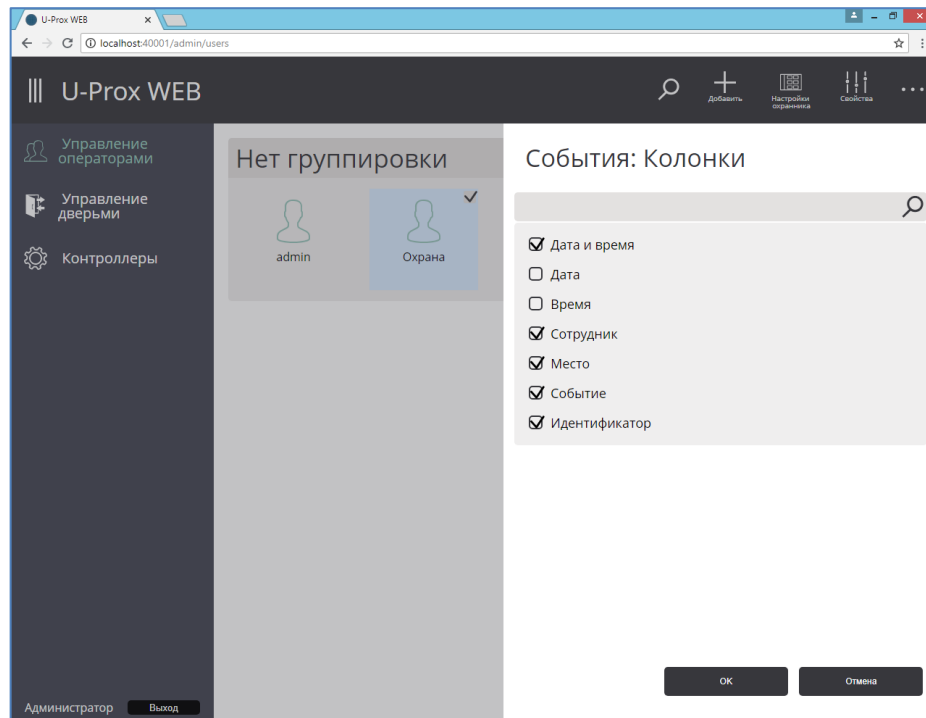 U-Prox WEB
localhost:40001/admin/users
U-Prox WEB
Добавить
Настройки охранника
Свойства
Управление
операторами
Управление
дверьми
Контроллеры
Нет группировки
admin
Охрана
События: Колонки
Дата и время
Дата
Время
Сотрудник
Место
Событие
Идентификатор
OK
Отмена
Администратор
Выход